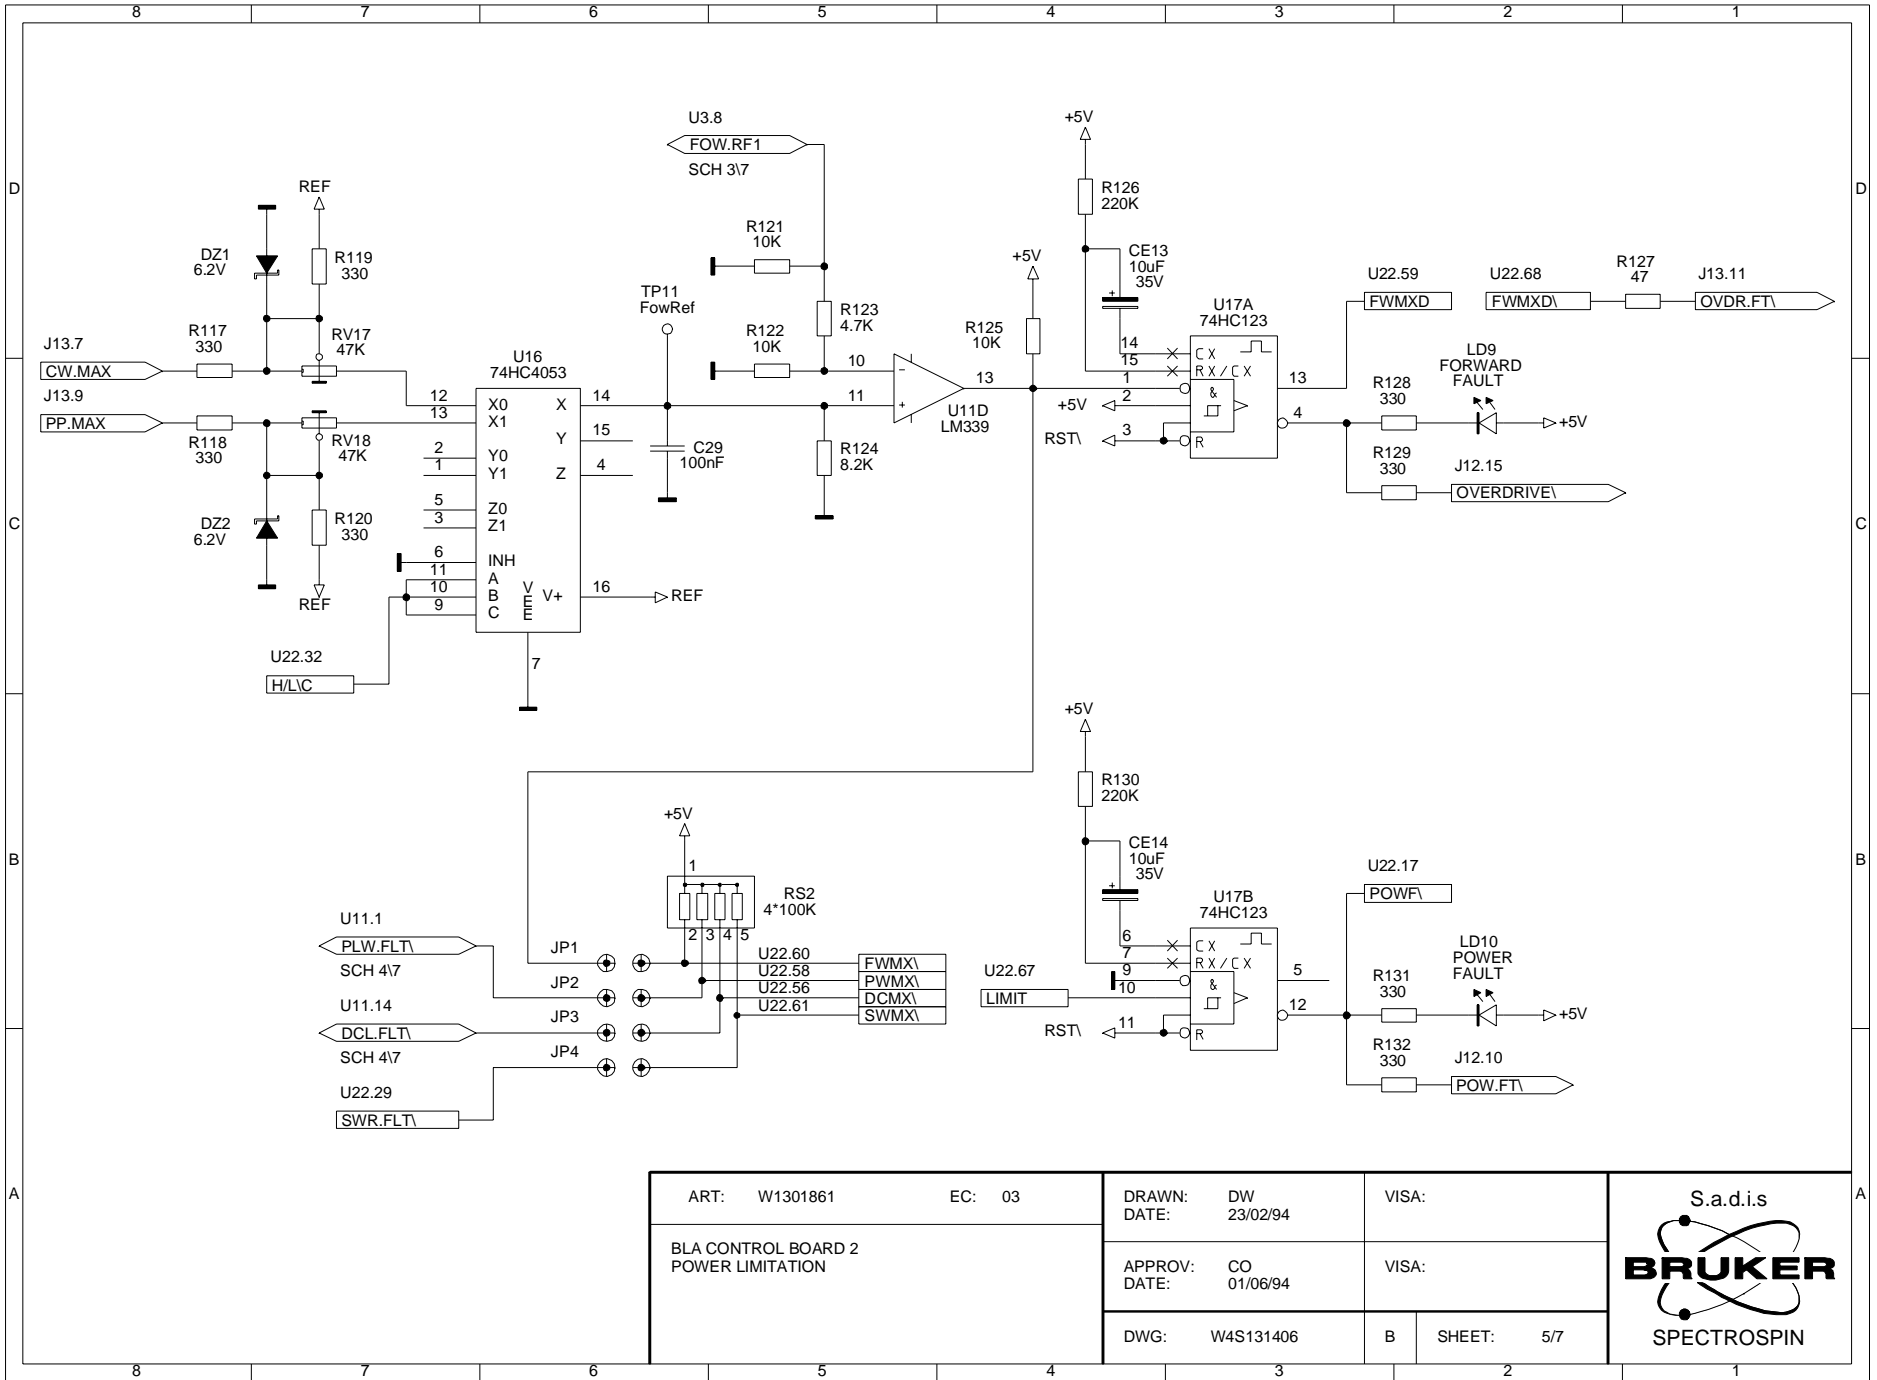 8 7 6 5 4 3 2 1
D
D
C
C
B
B
A
A
U3.8
FOW.RF1
SCH 3\7
REF
DZ1
6.2V
R119
330
J13.7
CW.MAX
R117
330
RV17
47K
J13.9
PP.MAX
R118
330
RV18
47K
DZ2
6.2V
R120
330
REF
U16
74HC4053
12 X0 X 14
13 X1
Y 15
2 Y0
1 Y1 Z 4
5 Z0
3 Z1
6 INH
11 A
10 B V+ 16 REF
9 C
VEE
7
U22.32
H/L\C
TP11
FowRef
C29
100nF
R121
10K
R122
10K
R123
4.7K
R124
8.2K
10 −
11 +
13
U11D
LM339
+5V
R125
10K
+5V
R126
220K
CE13
10uF
35V
+
U17A
74HC123
14 CX
15 RX/CX
1
&
+5V 2
RST\ 3 R
13
4
U22.59
FWMXD
U22.68
FWMXD\
R127
47
J13.11
OVDR.FT\
LD9
FORWARD
FAULT
R128
330
+5V
R129
330
J12.15
OVERDRIVE\
+5V
R130
220K
CE14
10uF
35V
+
U17B
74HC123
6 CX
7 RX/CX
9
&
10
U22.67
LIMIT
RST\ 11 R
5
12
U22.17
POWF\
LD10
POWER
FAULT
R131
330
+5V
R132
330
J12.10
POW.FT\
+5V
1
RS2
4*100K
2 3 4 5
U11.1
PLW.FLT\
SCH 4\7
U11.14
DCL.FLT\
SCH 4\7
U22.29
SWR.FLT\
JP1
JP2
JP3
JP4
U22.60 FWMX\
U22.58 PWMX\
U22.56 DCMX\
U22.61 SWMX\
ART: W1301861 EC: 03
BLA CONTROL BOARD 2
POWER LIMITATION
DRAWN: DW
DATE: 23/02/94
VISA:
APPROV: CO
DATE: 01/06/94
VISA:
DWG: W4S131406 B SHEET: 5/7
S.a.d.i.s
BRUKER
SPECTROSPIN
8 7 6 5 4 3 2 1